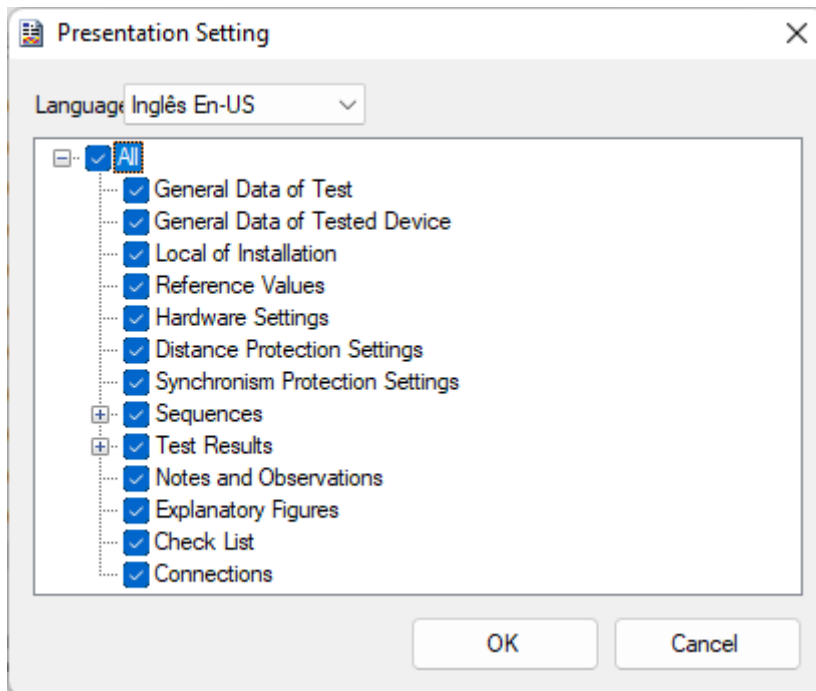 Presentation Setting
Language Inglês En-US
All
General Data of Test
General Data of Tested Device
Local of Installation
Reference Values
Hardware Settings
Distance Protection Settings
Synchronism Protection Settings
Sequences
Test Results
Notes and Observations
Explanatory Figures
Check List
Connections
OK Cancel